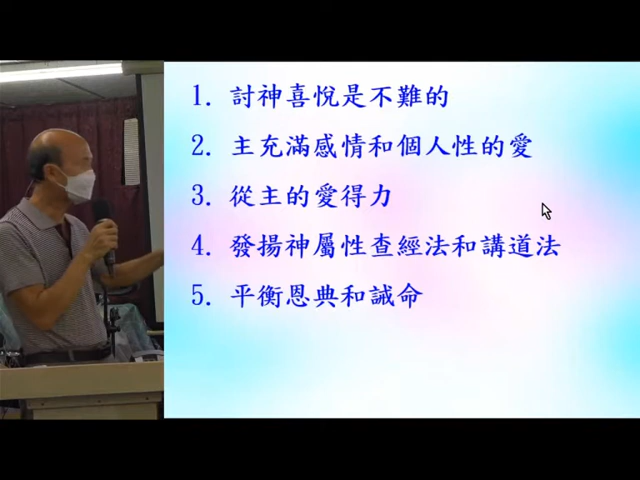 1. 討神喜悅是不難的
2. 主充滿感情和個人性的愛
3. 從主的愛得力
4. 發揚神屬性查經法和講道法
5. 平衡恩典和誡命